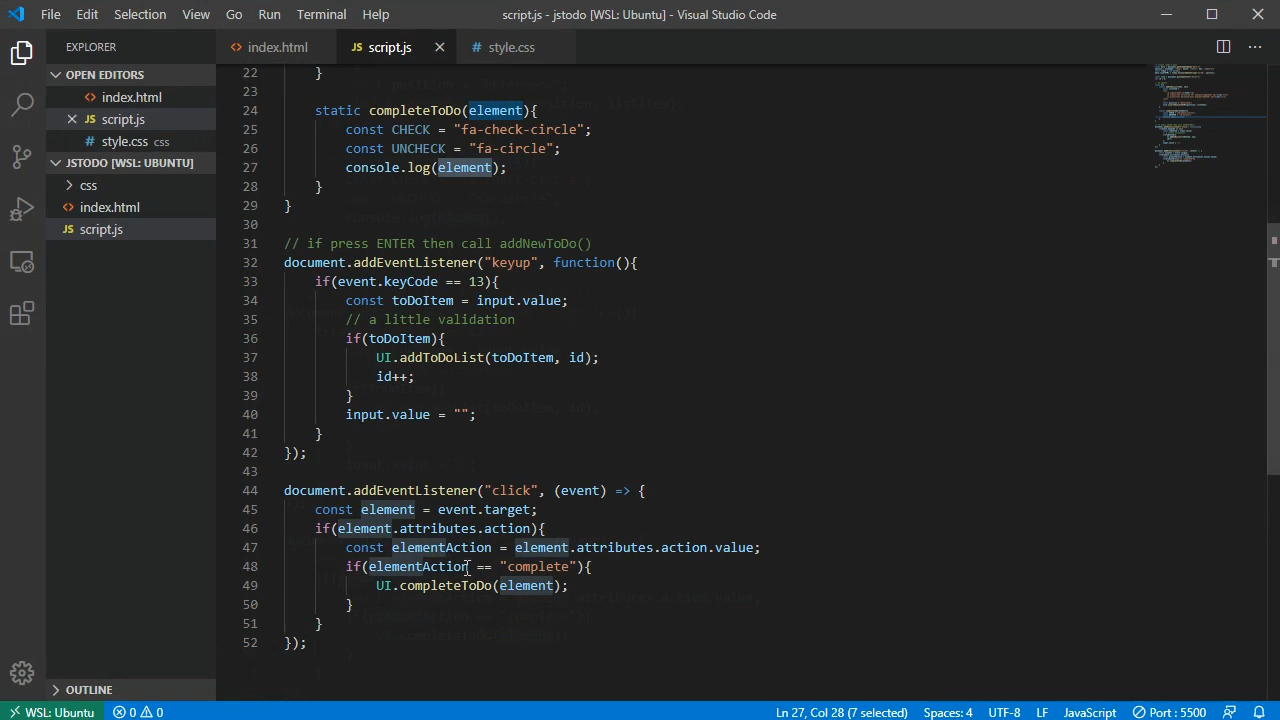 File Edit Selection View Go Run Terminal Help script.js - jstodo [WSL: Ubuntu] - Visual Studio Code
EXPLORER
OPEN EDITORS
index.html
script.js
style.css css
JSTODO [WSL: UBUNTU]
css
index.html
JS script.js
OUTLINE
index.html JS script.js # style.css
22 }
23
24 static completeToDo(element){
25 const CHECK = "fa-check-circle";
26 const UNCHECK = "fa-circle";
27 console.log(element);
28 }
29 }
30
31 // if press ENTER then call addNewToDo()
32 document.addEventListener("keyup", function(){
33 if(event.keyCode == 13){
34 const toDoItem = input.value;
35 // a little validation
36 if(toDoItem){
37 UI.addToDoList(toDoItem, id);
38 id++;
39 }
40 input.value = "";
41 }
42 });
43
44 document.addEventListener("click", (event) => {
45 const element = event.target;
46 if(element.attributes.action){
47 const elementAction = element.attributes.action.value;
48 if(elementAction == "complete"){
49 UI.completeToDo(element);
50 }
51 }
52 });
WSL: Ubuntu 0 0 Ln 27, Col 28 (7 selected) Spaces: 4 UTF-8 LF JavaScript Port : 5500